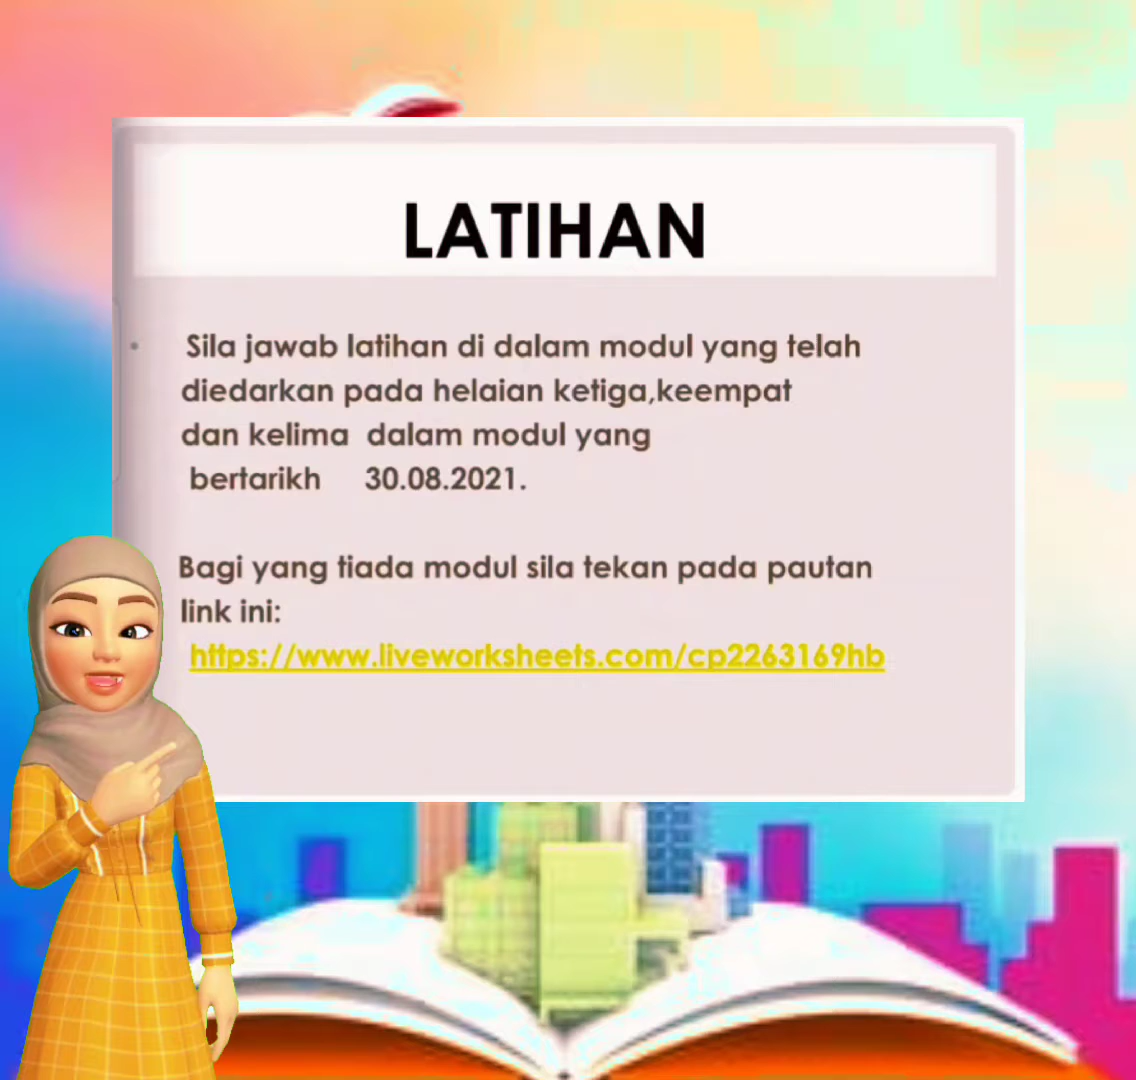 LATIHAN
• Sila jawab latihan di dalam modul yang telah
diedarkan pada helaian ketiga,keempat
dan kelima dalam modul yang
bertarikh 30.08.2021.
Bagi yang tiada modul sila tekan pada pautan
link ini:
https://www.liveworksheets.com/cp2263169hb